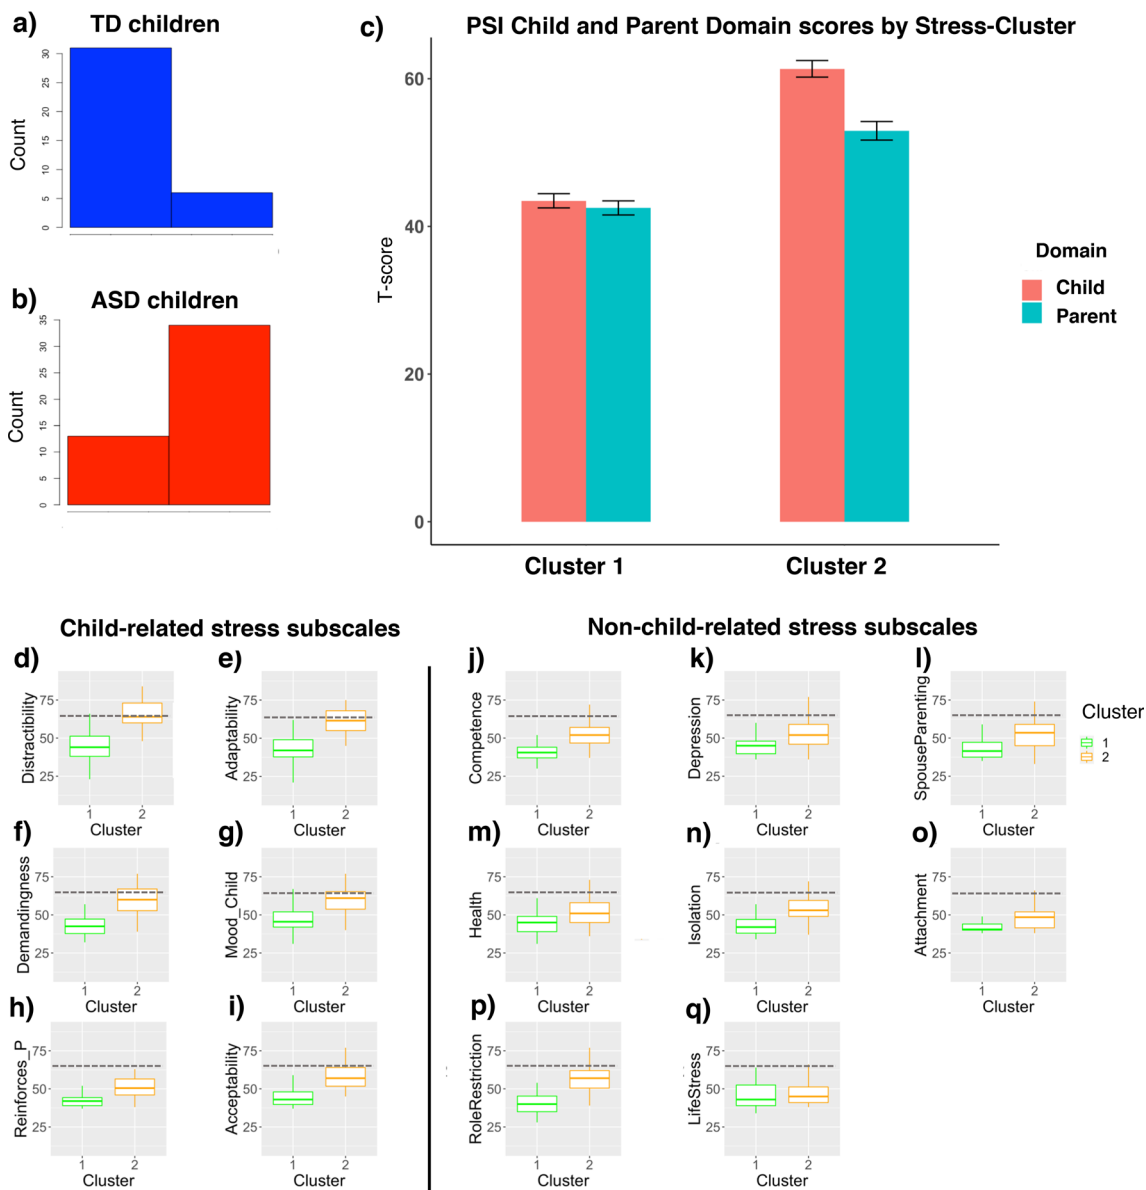 a) TD children
30
25
20
15
10
5
0
Count
b) ASD children
35
30
25
20
15
10
5
0
Count
c) PSI Child and Parent Domain scores by Stress-Cluster
60
40
20
0
T-score
Cluster 1
Cluster 2
Domain
Child
Parent
Child-related stress subscales
Non-child-related stress subscales
d)
75
50
25
Distractibility
1 2
Cluster
e)
75
50
25
Adaptability
1 2
Cluster
f)
75
50
25
Demandingness
1 2
Cluster
g)
75
50
25
Mood_Child
1 2
Cluster
h)
75
50
25
Reinforces_P
1 2
Cluster
i)
75
50
25
Acceptability
1 2
Cluster
j)
75
50
25
Competence
1 2
Cluster
k)
75
50
25
Depression
1 2
Cluster
l)
75
50
25
SpouseParenting
1 2
Cluster
Cluster
1
2
m)
75
50
25
Health
1 2
Cluster
n)
75
50
25
Isolation
1 2
Cluster
o)
75
50
25
Attachment
1 2
Cluster
p)
75
50
25
RoleRestriction
1 2
Cluster
q)
75
50
25
LifeStress
1 2
Cluster